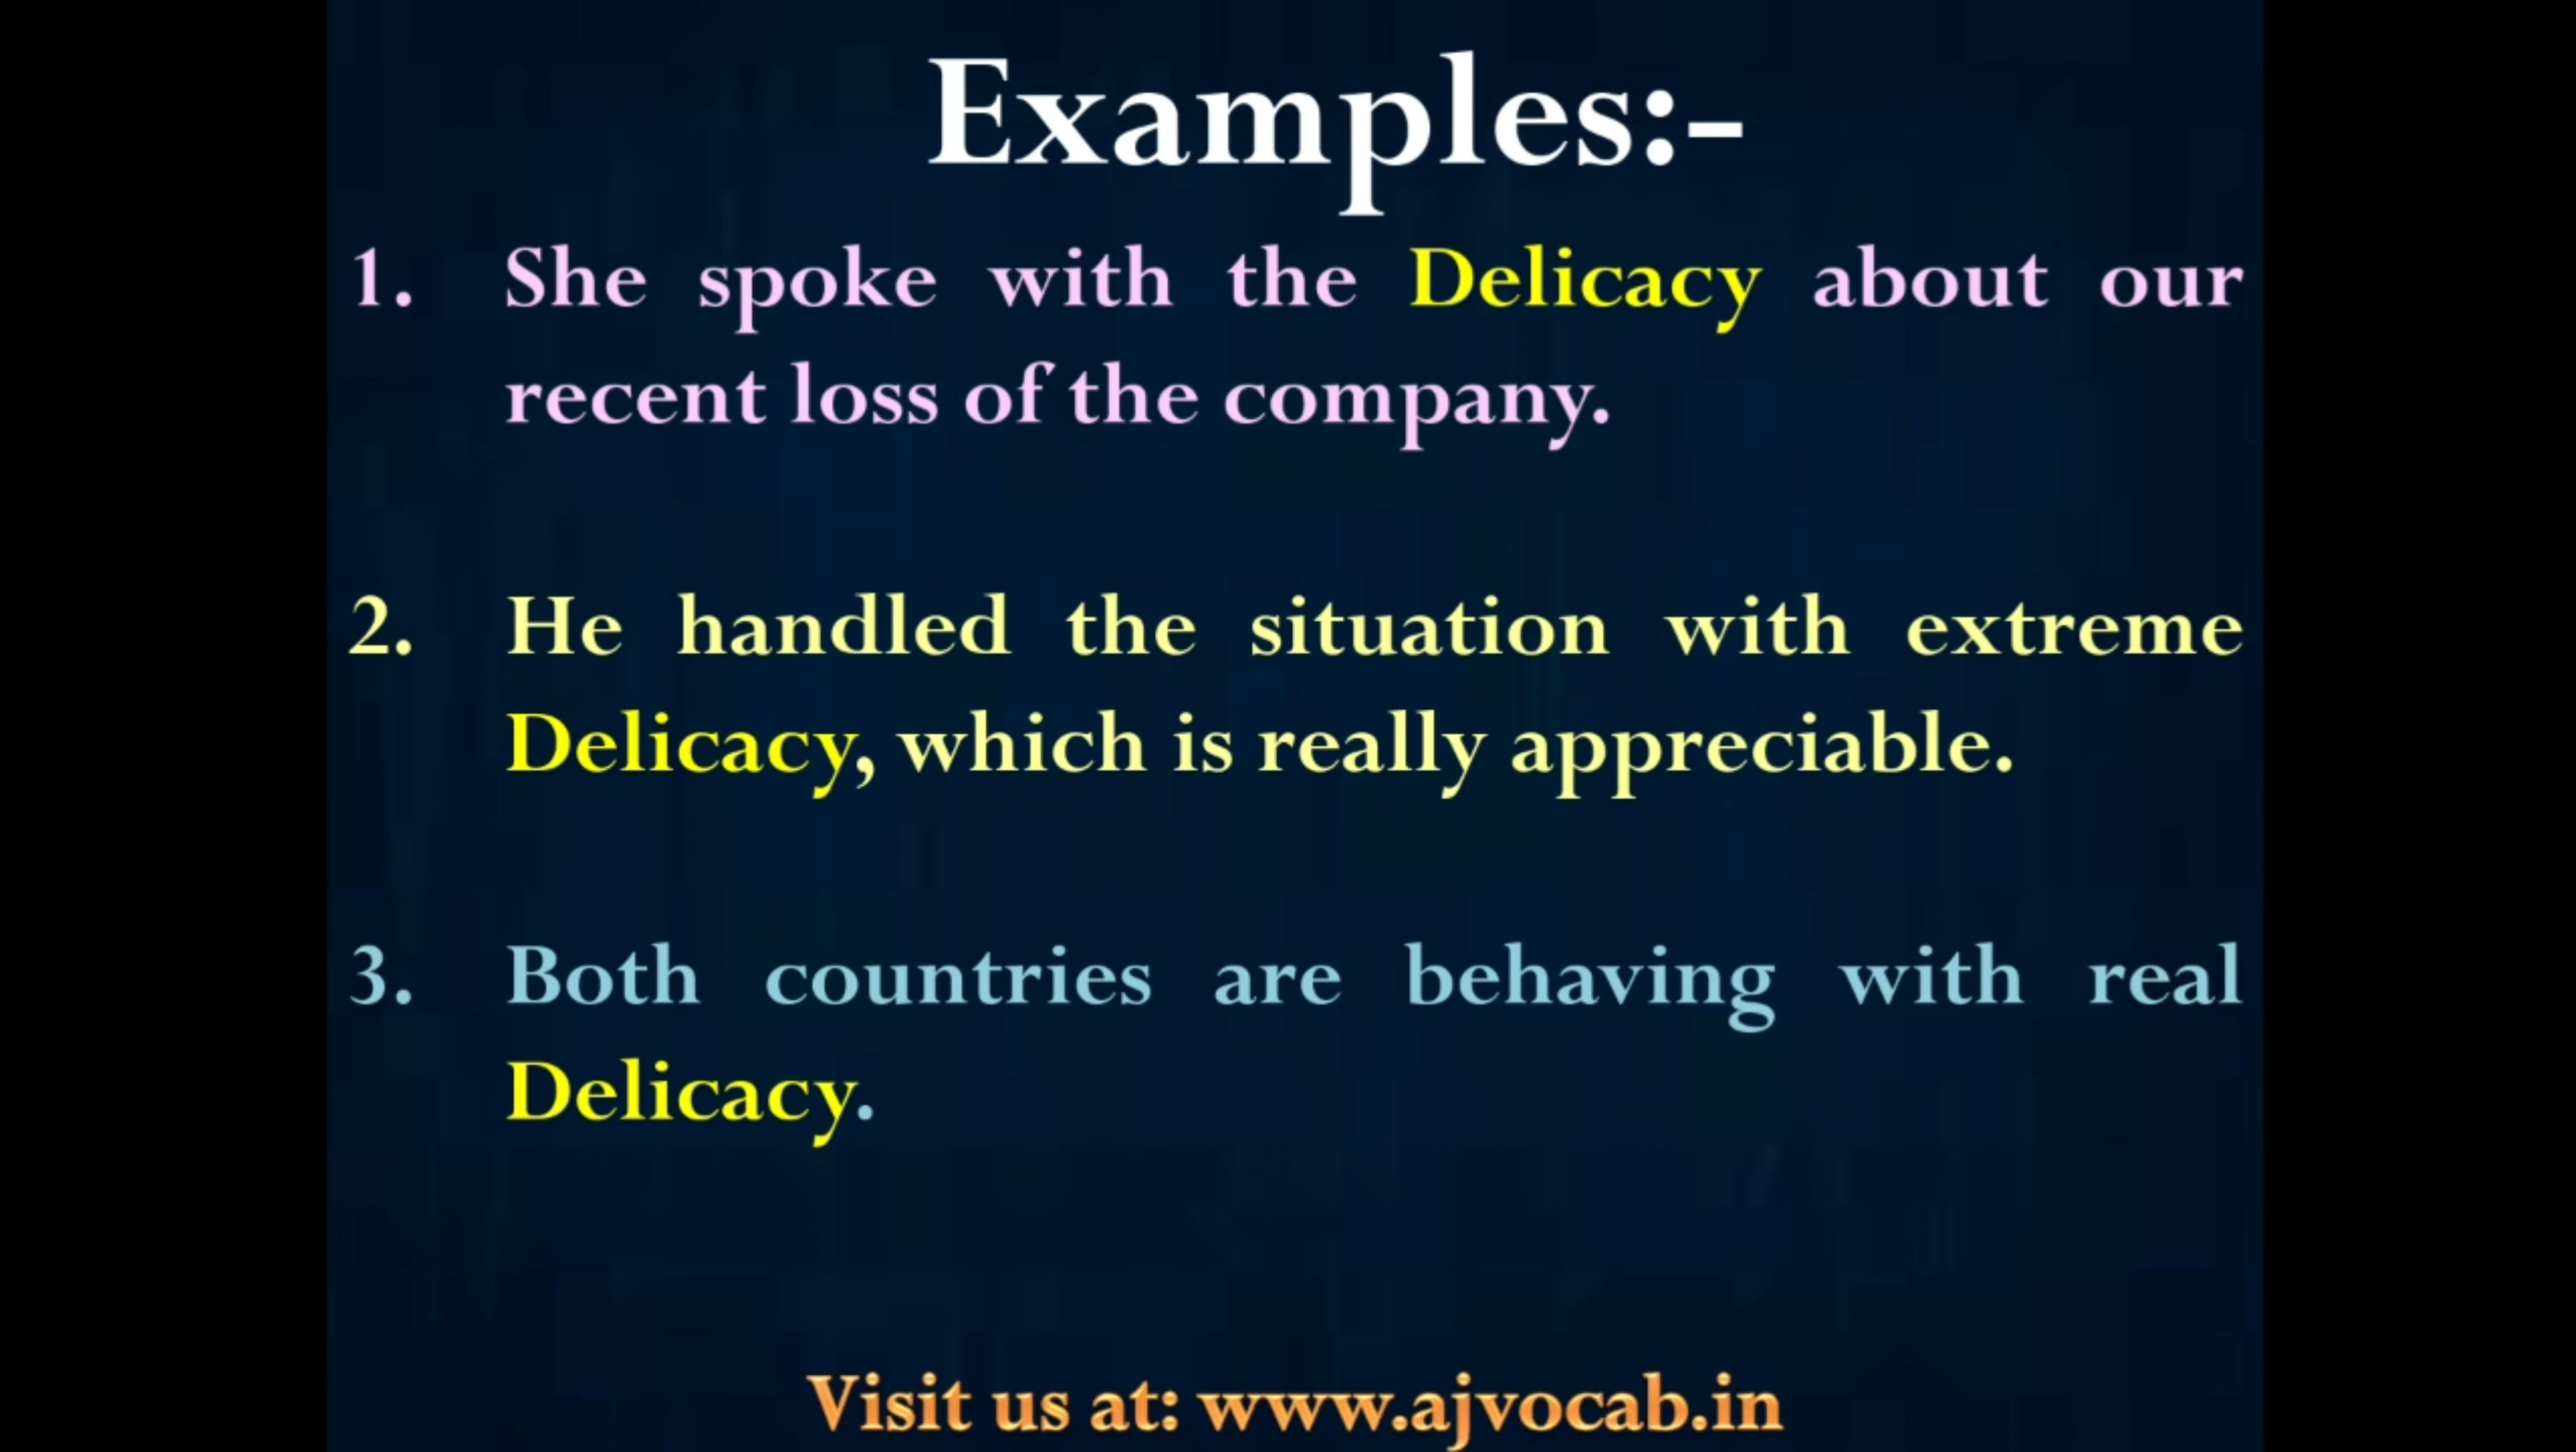 Examples:-
1. She spoke with the Delicacy about our
recent loss of the company.
2. He handled the situation with extreme
Delicacy, which is really appreciable.
3. Both countries are behaving with real
Delicacy.
Visit us at: www.ajvocab.in